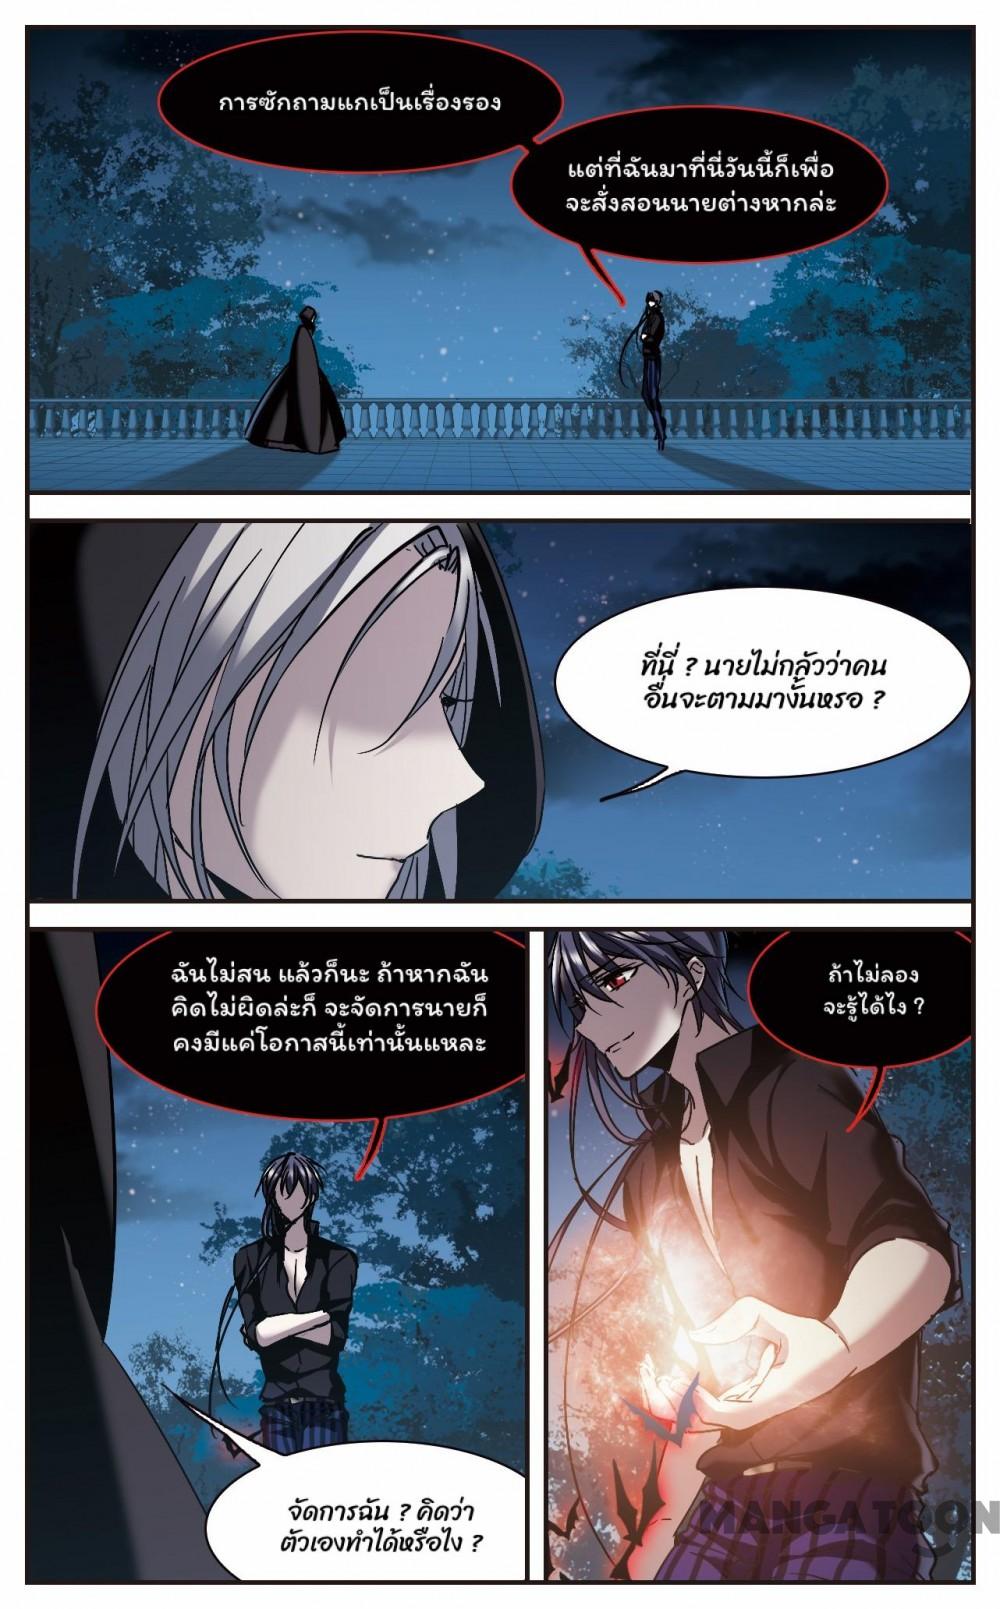 การซักถามแกเป็นเรื่องรอง
แต่ที่ฉันมาที่นี่วันนี้ก็เพื่อ
จะสั่งสอนนายต่างหากล่ะ
ที่นี่ ? นายไม่กลัวว่าคน
อื่นจะตามมางั้นหรอ ?
ฉันไม่สน แล้วก็นะ ถ้าหากฉัน
คิดไม่ผิดล่ะก็ จะจัดการนายก็
คงมีแค่โอกาสนี้เท่านั้นแหละ
จัดการฉัน ? คิดว่า
ตัวเองทำได้หรือไง ?
ถ้าไม่ลอง
จะรู้ได้ไง ?
MANGATOON